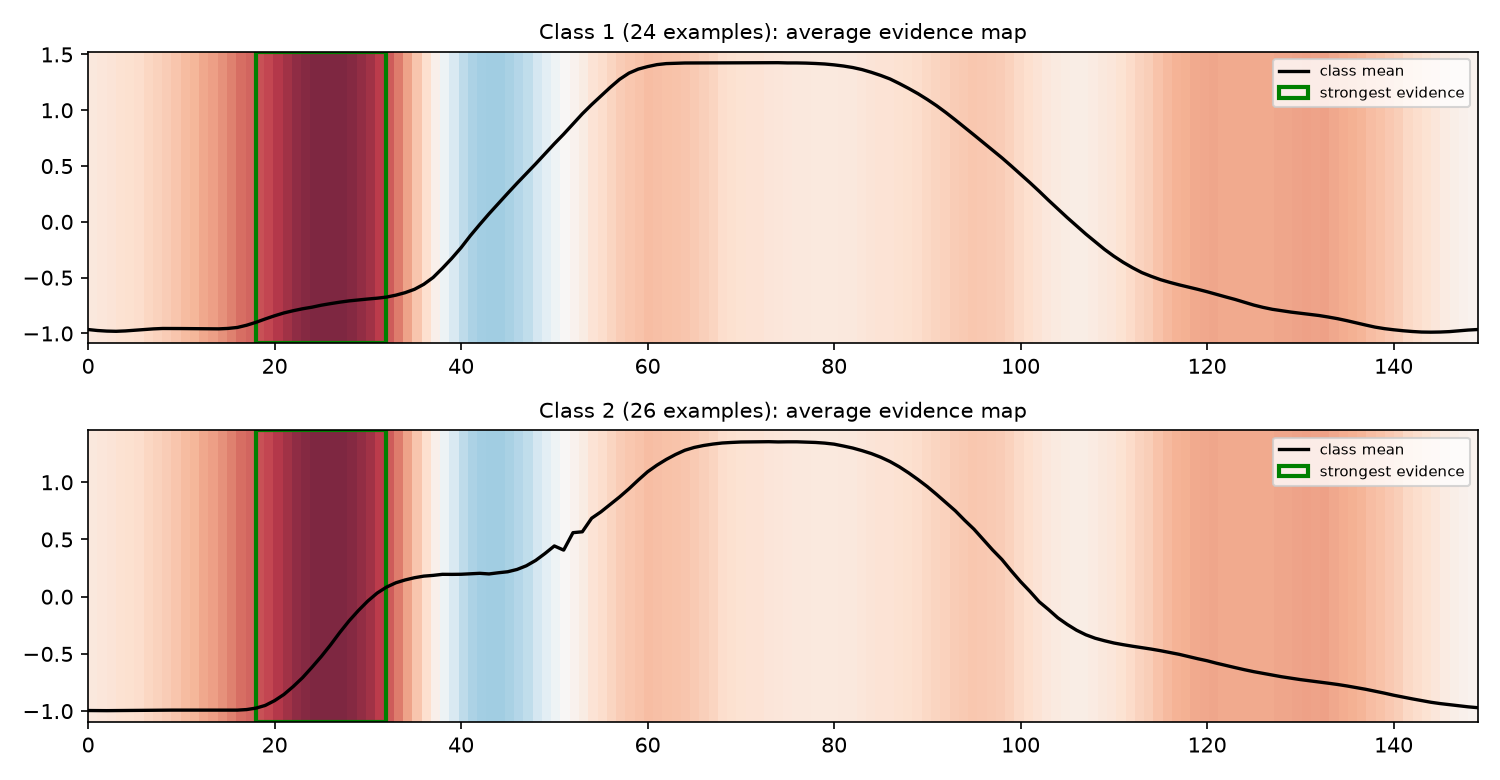 Class 1 (24 examples): average evidence map
1.5
1.0
0.5
0.0
−0.5
−1.0
class mean
strongest evidence
0 20 40 60 80 100 120 140
Class 2 (26 examples): average evidence map
1.0
0.5
0.0
−0.5
−1.0
class mean
strongest evidence
0 20 40 60 80 100 120 140